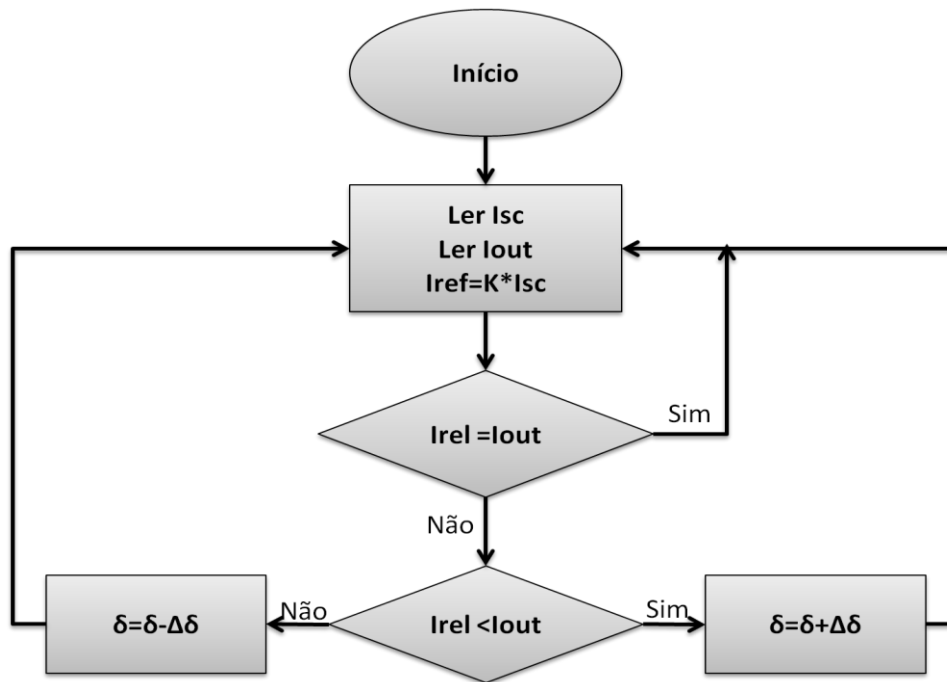 Início
Ler Isc
Ler Iout
Iref=K*Isc
Irel =Iout
Sim
Não
Irel <Iout
Não
Sim
δ=δ-Δδ
δ=δ+Δδ